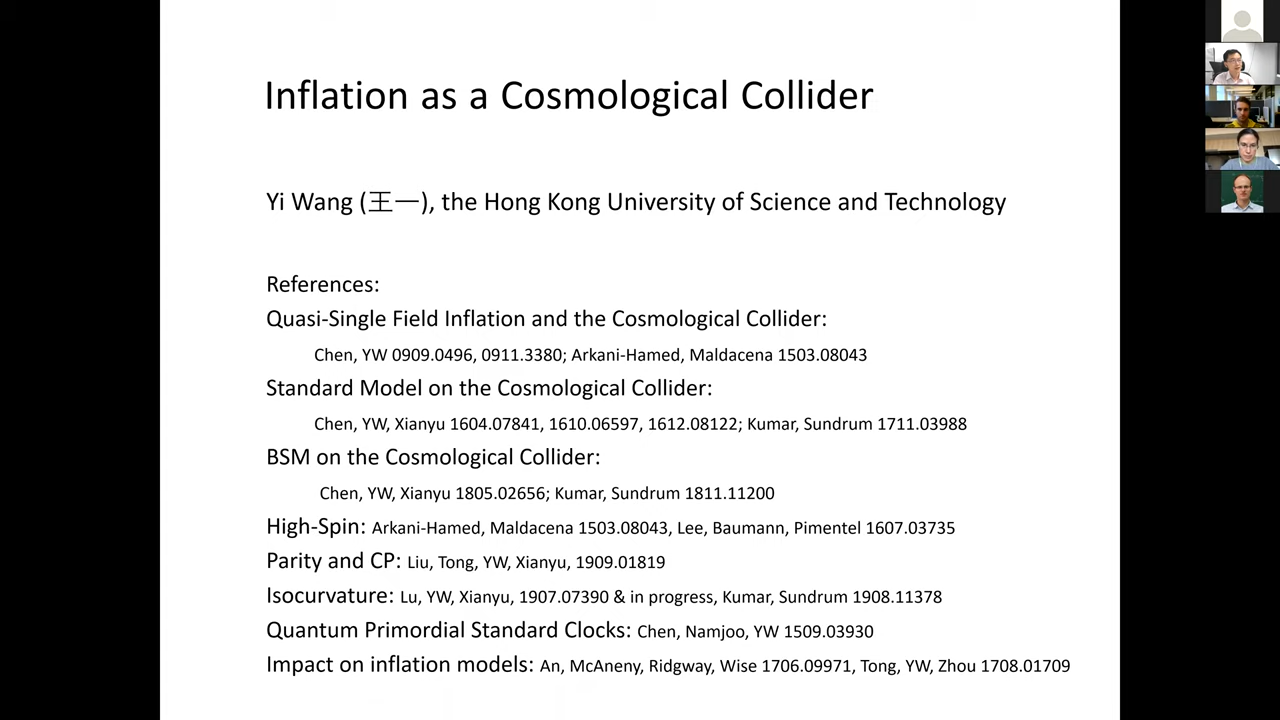 Inflation as a Cosmological Collider
Yi Wang (王一), the Hong Kong University of Science and Technology
References:
Quasi-Single Field Inflation and the Cosmological Collider:
Chen, YW 0909.0496, 0911.3380; Arkani-Hamed, Maldacena 1503.08043
Standard Model on the Cosmological Collider:
Chen, YW, Xianyu 1604.07841, 1610.06597, 1612.08122; Kumar, Sundrum 1711.03988
BSM on the Cosmological Collider:
Chen, YW, Xianyu 1805.02656; Kumar, Sundrum 1811.11200
High-Spin: Arkani-Hamed, Maldacena 1503.08043, Lee, Baumann, Pimentel 1607.03735
Parity and CP: Liu, Tong, YW, Xianyu, 1909.01819
Isocurvature: Lu, YW, Xianyu, 1907.07390 & in progress, Kumar, Sundrum 1908.11378
Quantum Primordial Standard Clocks: Chen, Namjoo, YW 1509.03930
Impact on inflation models: An, McAneny, Ridgway, Wise 1706.09971, Tong, YW, Zhou 1708.01709